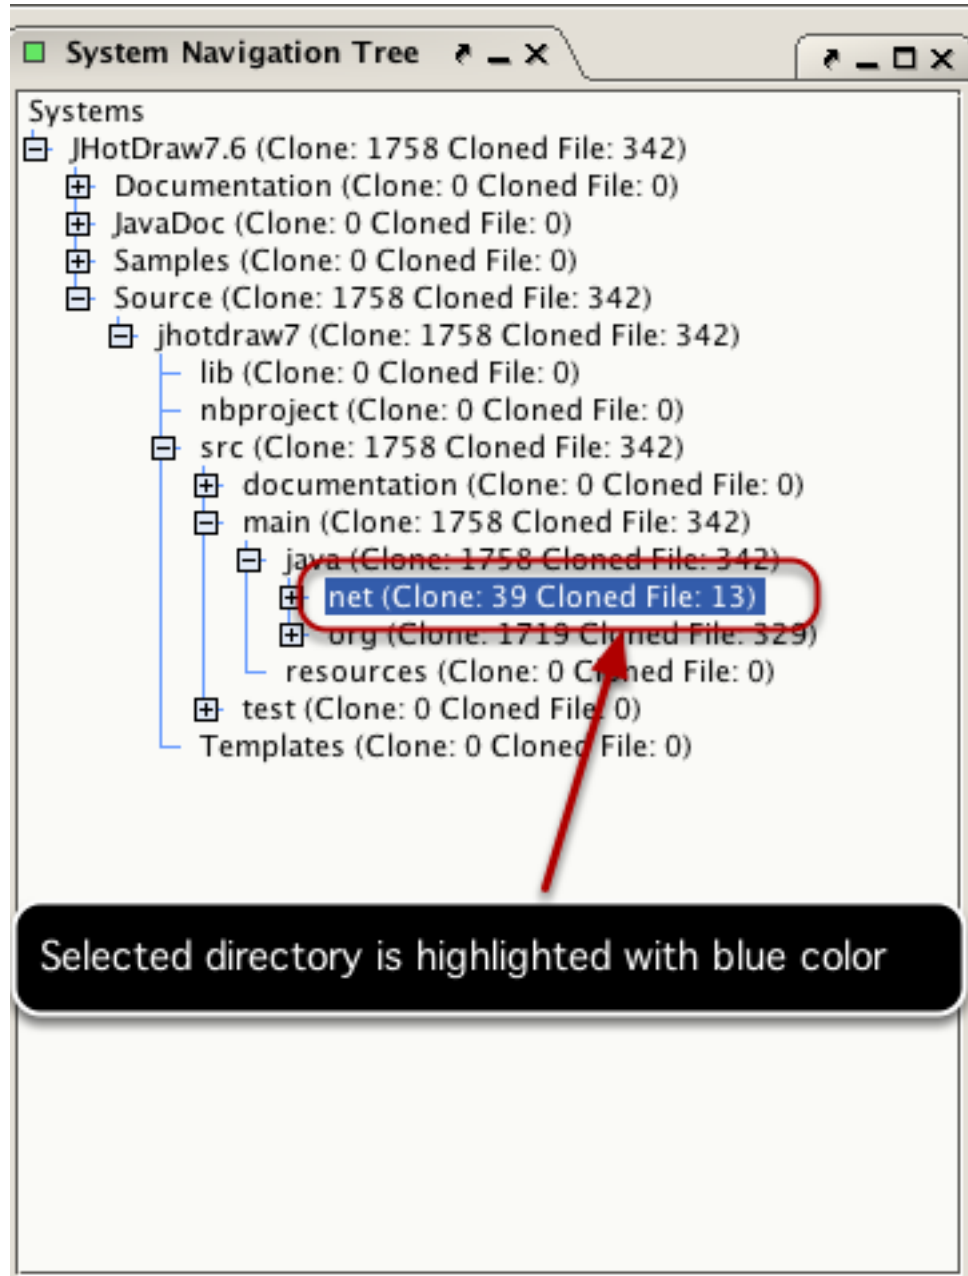 System Navigation Tree
Systems
JHotDraw7.6 (Clone: 1758 Cloned File: 342)
Documentation (Clone: 0 Cloned File: 0)
JavaDoc (Clone: 0 Cloned File: 0)
Samples (Clone: 0 Cloned File: 0)
Source (Clone: 1758 Cloned File: 342)
jhotdraw7 (Clone: 1758 Cloned File: 342)
lib (Clone: 0 Cloned File: 0)
nbproject (Clone: 0 Cloned File: 0)
src (Clone: 1758 Cloned File: 342)
documentation (Clone: 0 Cloned File: 0)
main (Clone: 1758 Cloned File: 342)
java (Clone: 1758 Cloned File: 342)
net (Clone: 39 Cloned File: 13)
org (Clone: 1719 Cloned File: 329)
resources (Clone: 0 Cloned File: 0)
test (Clone: 0 Cloned File: 0)
Templates (Clone: 0 Cloned File: 0)
Selected directory is highlighted with blue color